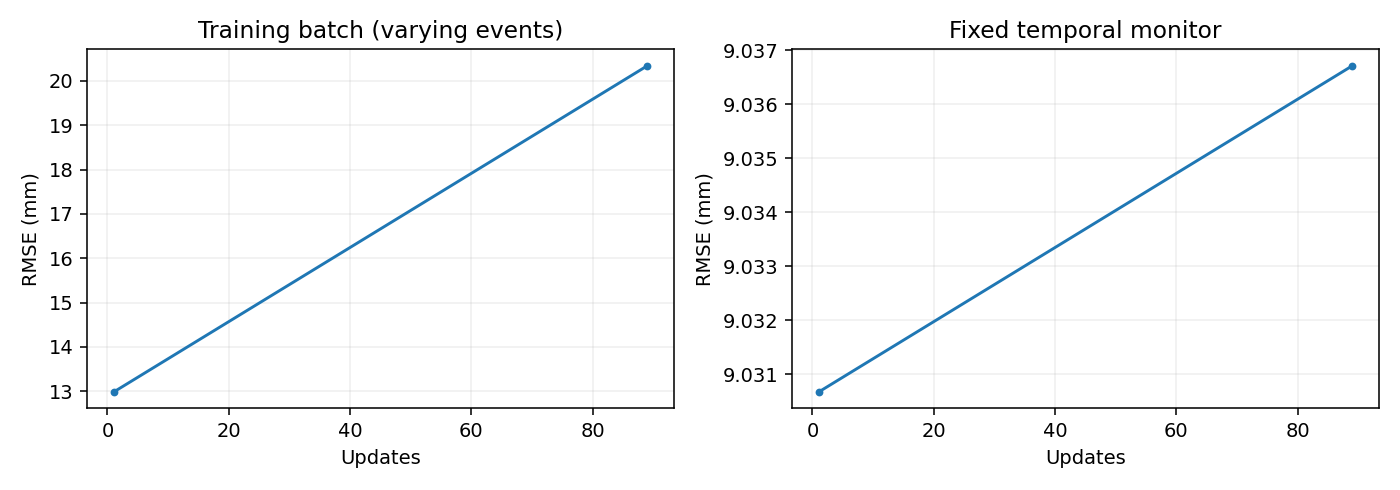 Training batch (varying events)
RMSE (mm)
20
19
18
17
16
15
14
13
0 20 40 60 80
Updates
Fixed temporal monitor
RMSE (mm)
9.037
9.036
9.035
9.034
9.033
9.032
9.031
0 20 40 60 80
Updates